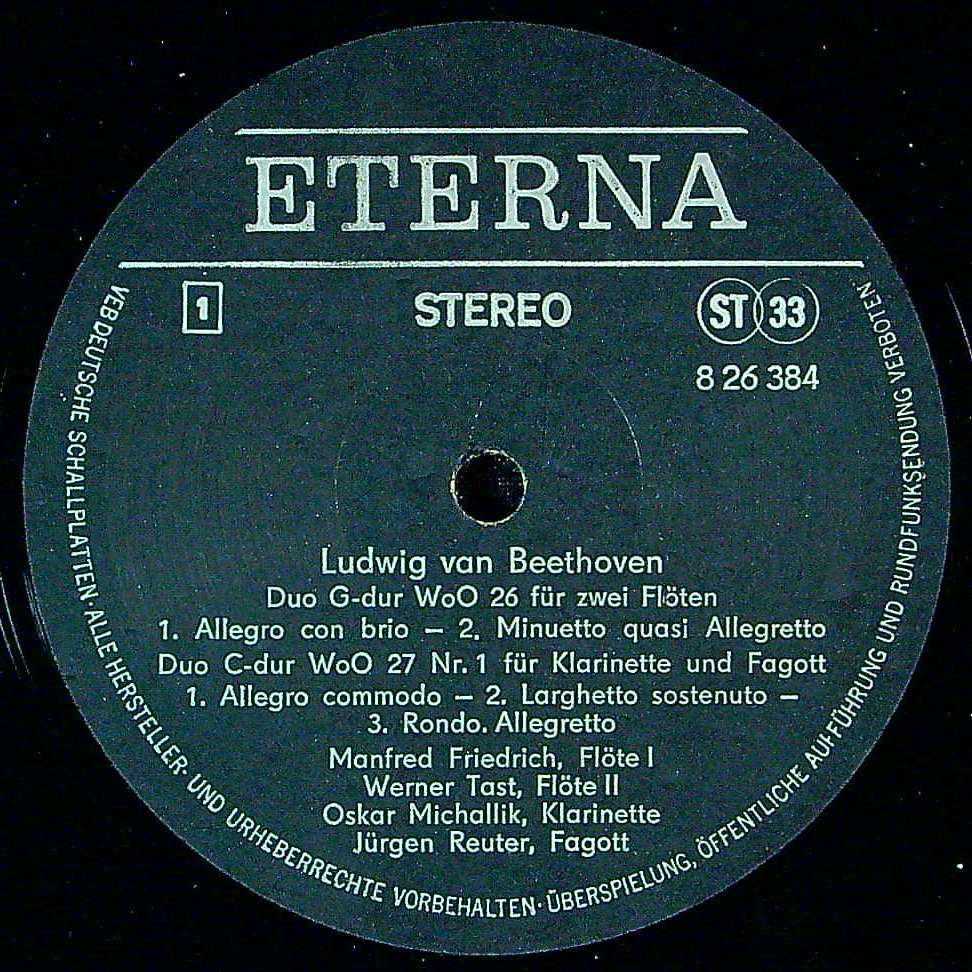 ETERNA
1
STEREO
ST 33
8 26 384
Ludwig van Beethoven
Duo G-dur WoO 26 für zwei Flöten
1. Allegro con brio – 2. Minuetto quasi Allegretto
Duo C-dur WoO 27 Nr. 1 für Klarinette und Fagott
1. Allegro commodo – 2. Larghetto sostenuto –
3. Rondo. Allegretto
Manfred Friedrich, Flöte I
Werner Tast, Flöte II
Oskar Michallik, Klarinette
Jürgen Reuter, Fagott
VEB DEUTSCHE SCHALLPLATTEN · ALLE HERSTELLER- UND URHEBERRECHTE VORBEHALTEN · ÜBERSPIELUNG, ÖFFENTLICHE AUFFÜHRUNG UND RUNDFUNKSENDUNG VERBOTEN